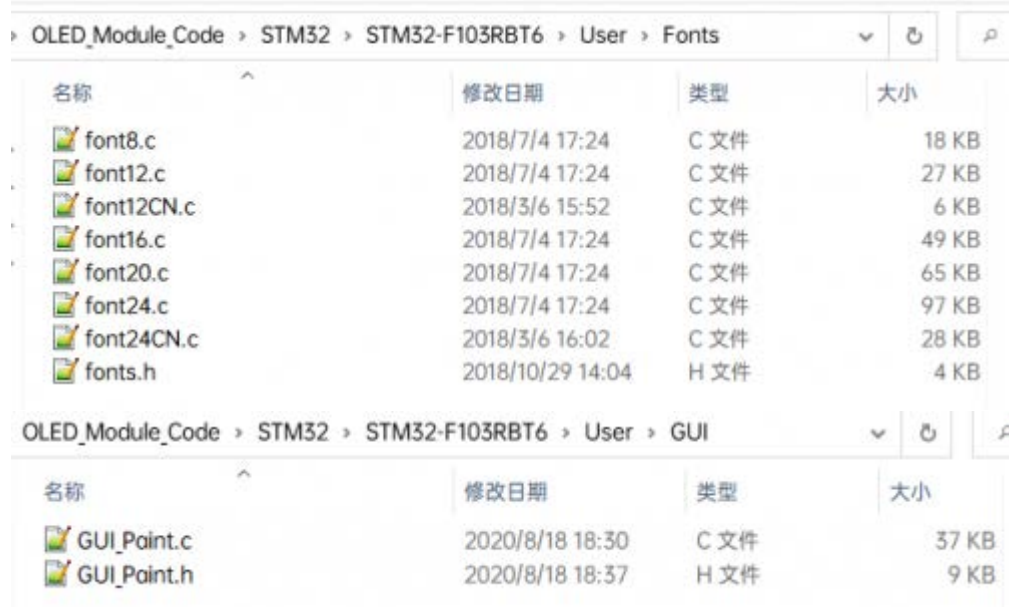 OLED_Module_Code › STM32 › STM32-F103RBT6 › User › Fonts
名称 修改日期 类型 大小
font8.c 2018/7/4 17:24 C 文件 18 KB
font12.c 2018/7/4 17:24 C 文件 27 KB
font12CN.c 2018/3/6 15:52 C 文件 6 KB
font16.c 2018/7/4 17:24 C 文件 49 KB
font20.c 2018/7/4 17:24 C 文件 65 KB
font24.c 2018/7/4 17:24 C 文件 97 KB
font24CN.c 2018/3/6 16:02 C 文件 28 KB
fonts.h 2018/10/29 14:04 H 文件 4 KB
OLED_Module_Code › STM32 › STM32-F103RBT6 › User › GUI
名称 修改日期 类型 大小
GUI_Paint.c 2020/8/18 18:30 C 文件 37 KB
GUI_Paint.h 2020/8/18 18:37 H 文件 9 KB